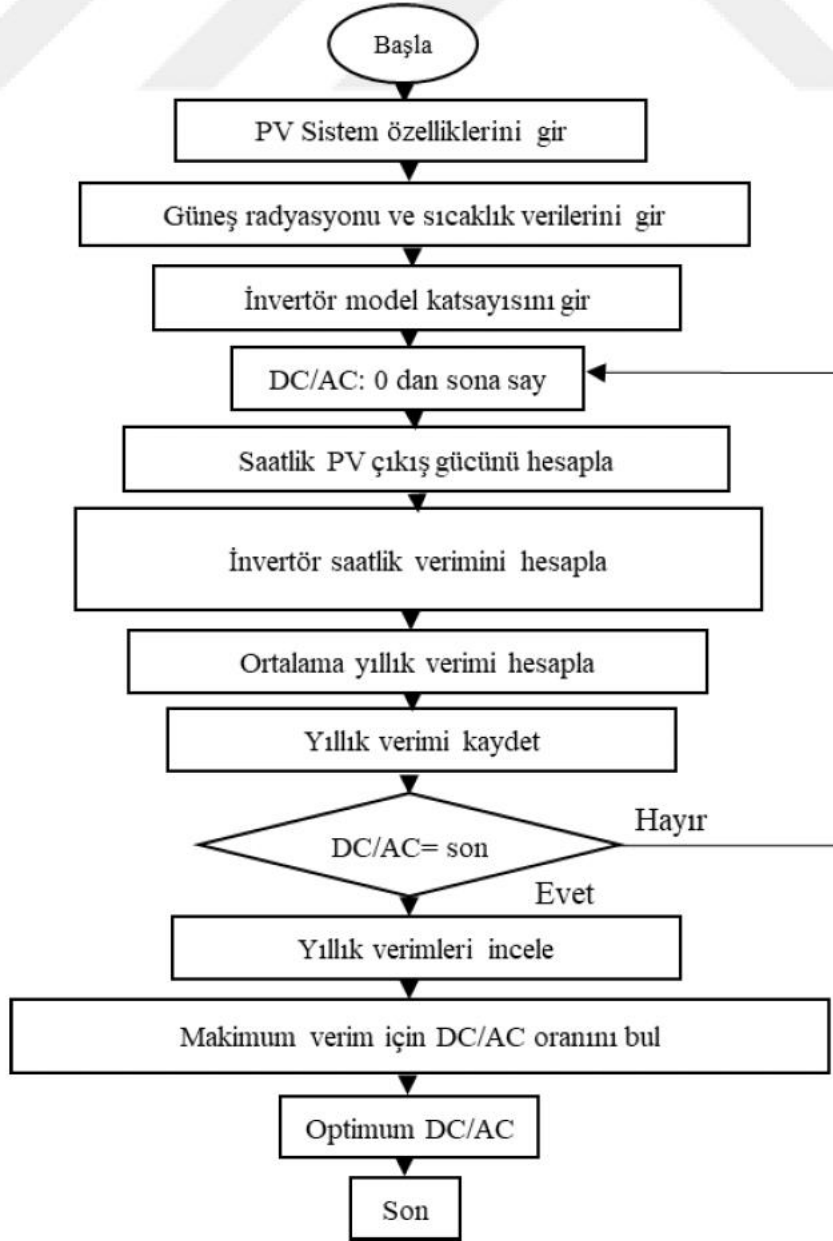 Başla
PV Sistem özelliklerini gir
Güneş radyasyonu ve sıcaklık verilerini gir
İnvertör model katsayısını gir
DC/AC: 0 dan sona say
Saatlik PV çıkış gücünü hesapla
İnvertör saatlik verimini hesapla
Ortalama yıllık verimi hesapla
Yıllık verimi kaydet
DC/AC= son
Hayır
Evet
Yıllık verimleri incele
Makimum verim için DC/AC oranını bul
Optimum DC/AC
Son